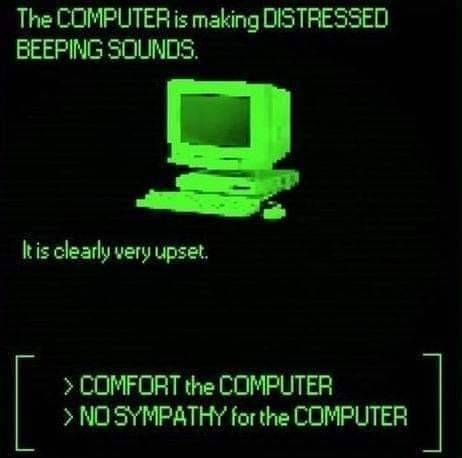 The COMPUTER is making DISTRESSED
BEEPING SOUNDS.
It is clearly very upset.
> COMFORT the COMPUTER
> NO SYMPATHY for the COMPUTER